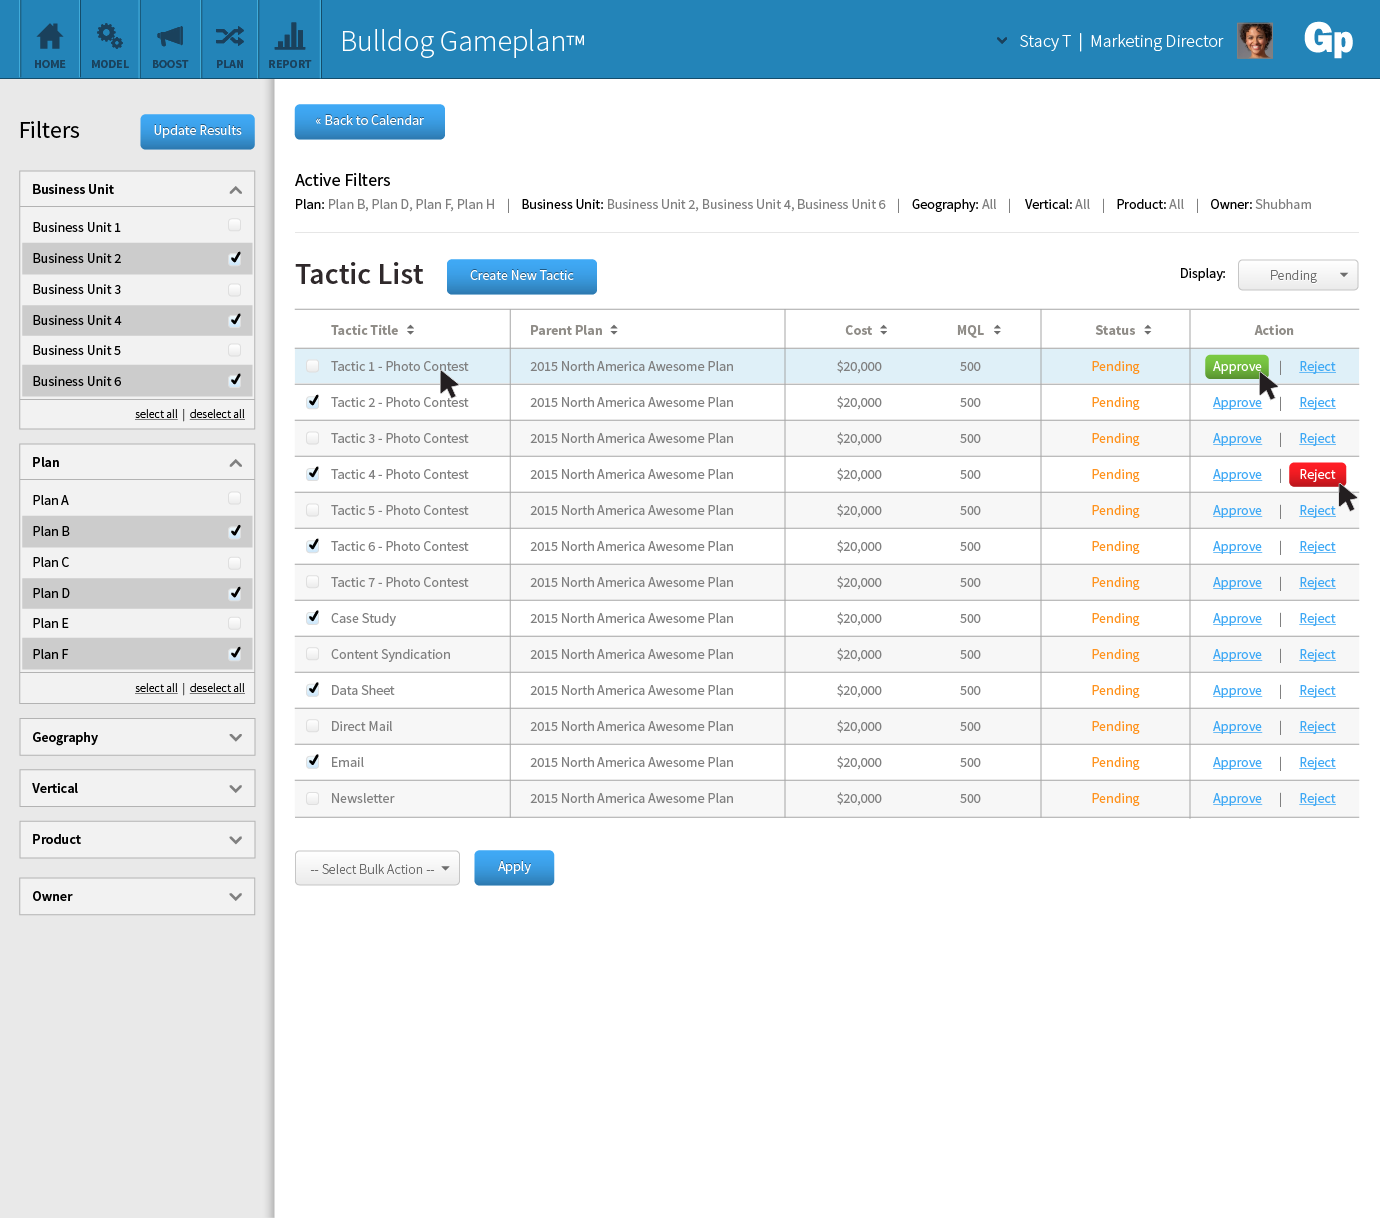 HOME MODEL BOOST PLAN REPORT Bulldog Gameplan™ Stacy T | Marketing Director Gp
Filters Update Results
Business Unit
Business Unit 1
Business Unit 2
Business Unit 3
Business Unit 4
Business Unit 5
Business Unit 6
select all | deselect all
Plan
Plan A
Plan B
Plan C
Plan D
Plan E
Plan F
select all | deselect all
Geography
Vertical
Product
Owner
« Back to Calendar
Active Filters
Plan: Plan B, Plan D, Plan F, Plan H | Business Unit: Business Unit 2, Business Unit 4, Business Unit 6 | Geography: All | Vertical: All | Product: All | Owner: Shubham
Tactic List Create New Tactic Display: Pending
Tactic Title Parent Plan Cost MQL Status Action
Tactic 1 - Photo Contest 2015 North America Awesome Plan $20,000 500 Pending Approve | Reject
Tactic 2 - Photo Contest 2015 North America Awesome Plan $20,000 500 Pending Approve | Reject
Tactic 3 - Photo Contest 2015 North America Awesome Plan $20,000 500 Pending Approve | Reject
Tactic 4 - Photo Contest 2015 North America Awesome Plan $20,000 500 Pending Approve | Reject
Tactic 5 - Photo Contest 2015 North America Awesome Plan $20,000 500 Pending Approve | Reject
Tactic 6 - Photo Contest 2015 North America Awesome Plan $20,000 500 Pending Approve | Reject
Tactic 7 - Photo Contest 2015 North America Awesome Plan $20,000 500 Pending Approve | Reject
Case Study 2015 North America Awesome Plan $20,000 500 Pending Approve | Reject
Content Syndication 2015 North America Awesome Plan $20,000 500 Pending Approve | Reject
Data Sheet 2015 North America Awesome Plan $20,000 500 Pending Approve | Reject
Direct Mail 2015 North America Awesome Plan $20,000 500 Pending Approve | Reject
Email 2015 North America Awesome Plan $20,000 500 Pending Approve | Reject
Newsletter 2015 North America Awesome Plan $20,000 500 Pending Approve | Reject
-- Select Bulk Action -- Apply